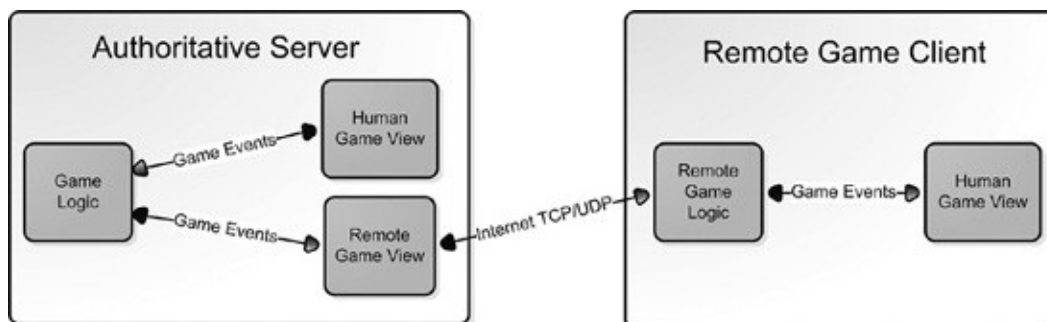 Authoritative Server
Remote Game Client
Human
Game View
Game Events
Game
Logic
Game Events
Remote
Game View
Internet TCP/UDP
Remote
Game
Logic
Game Events
Human
Game View